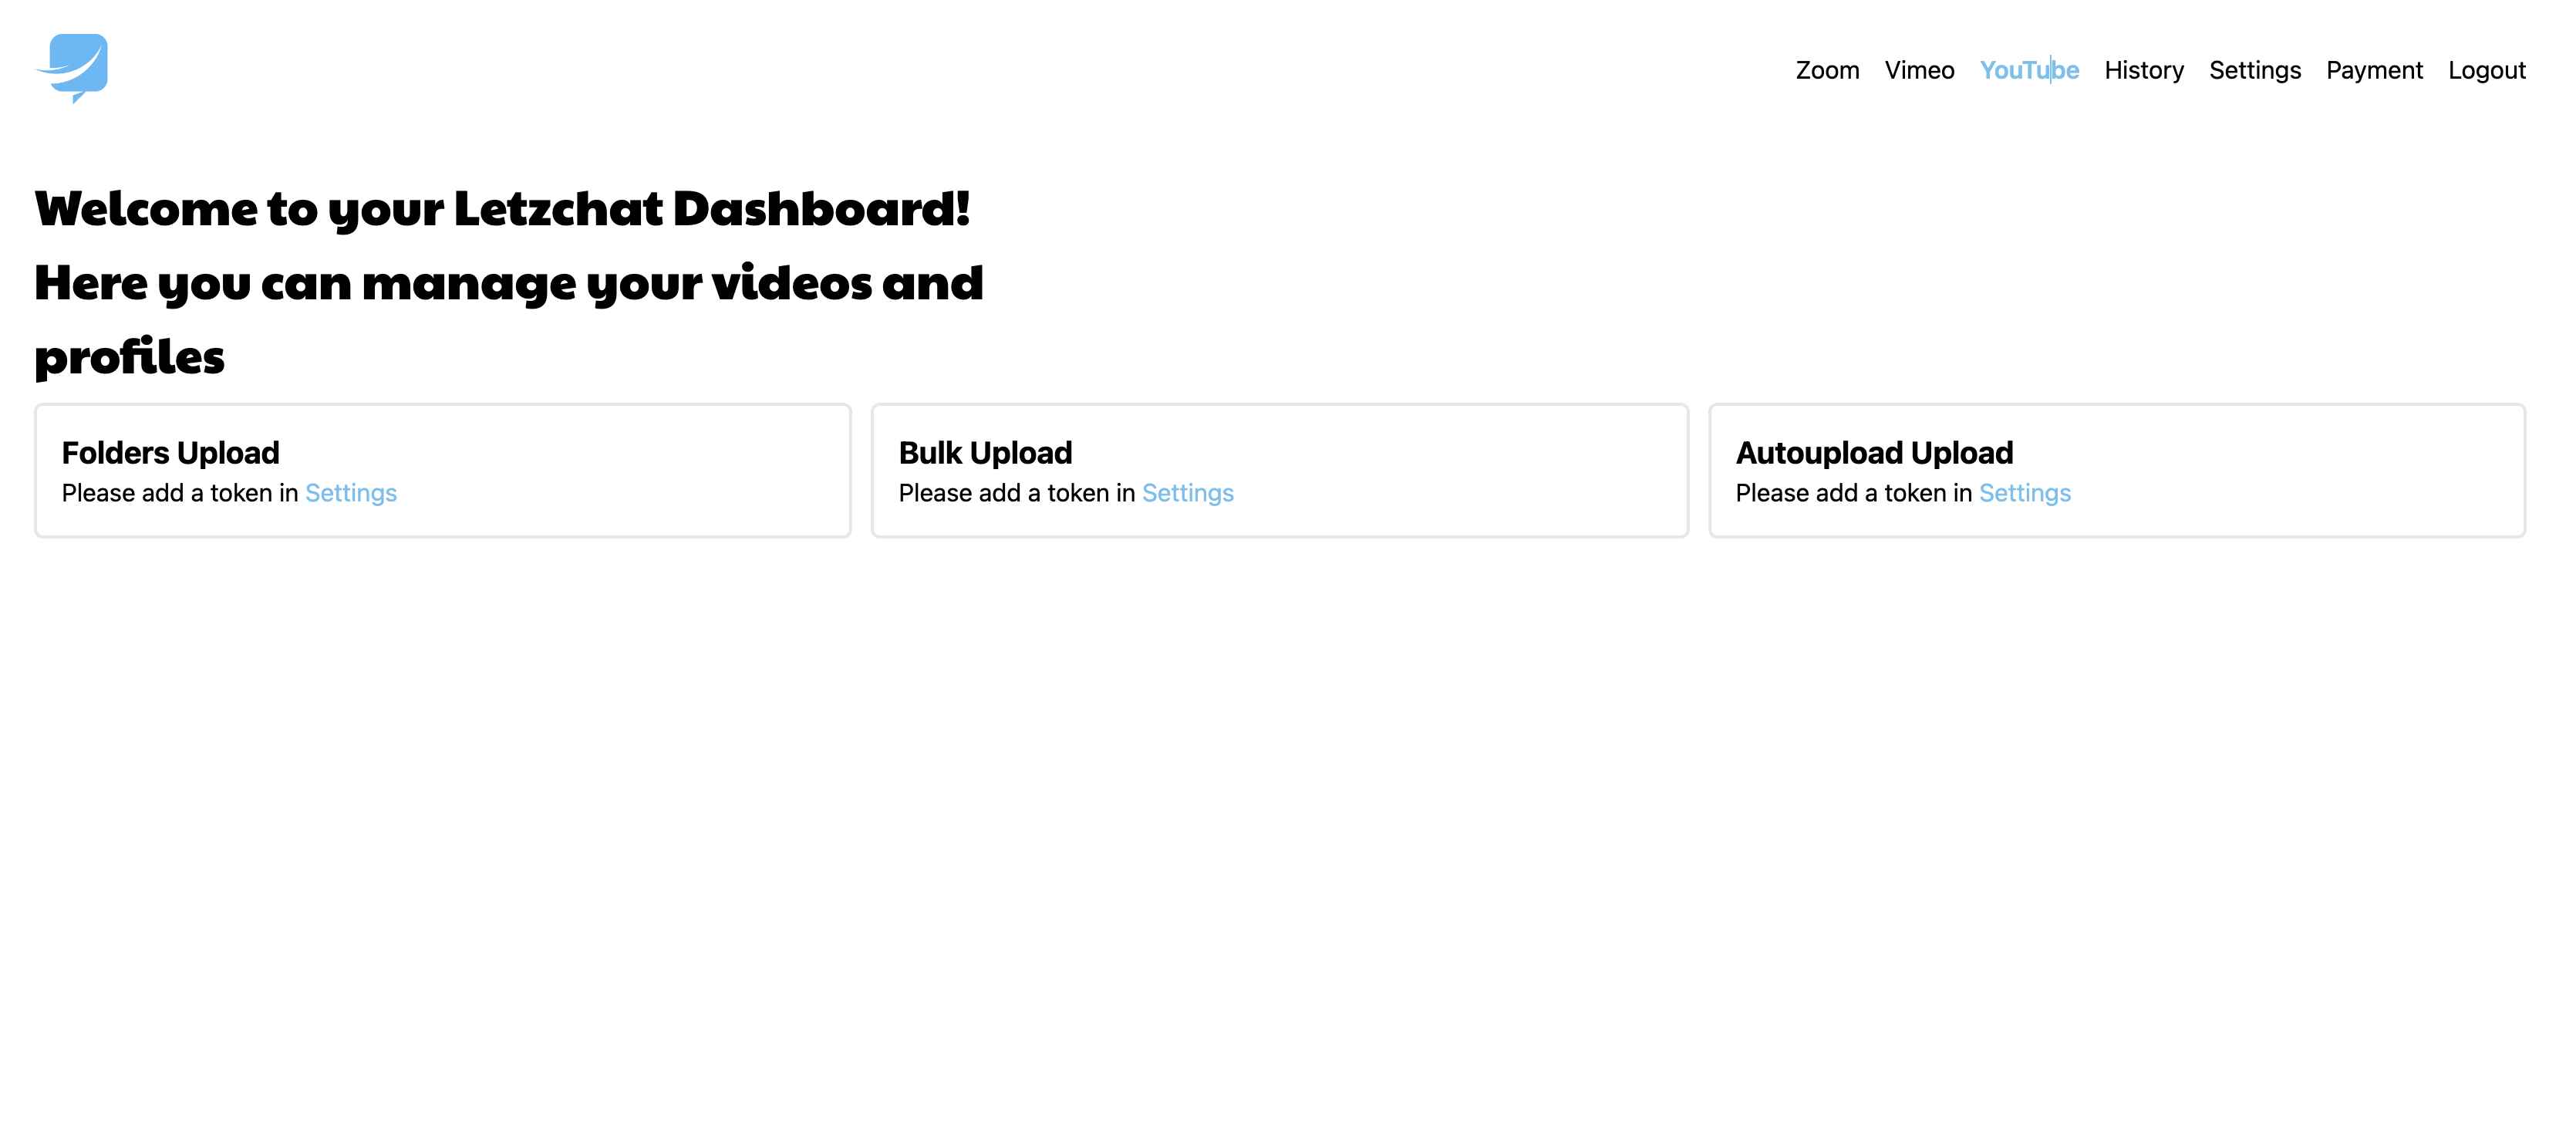 Zoom Vimeo YouTube History Settings Payment Logout
Welcome to your Letzchat Dashboard!
Here you can manage your videos and
profiles
Folders Upload
Please add a token in Settings
Bulk Upload
Please add a token in Settings
Autoupload Upload
Please add a token in Settings